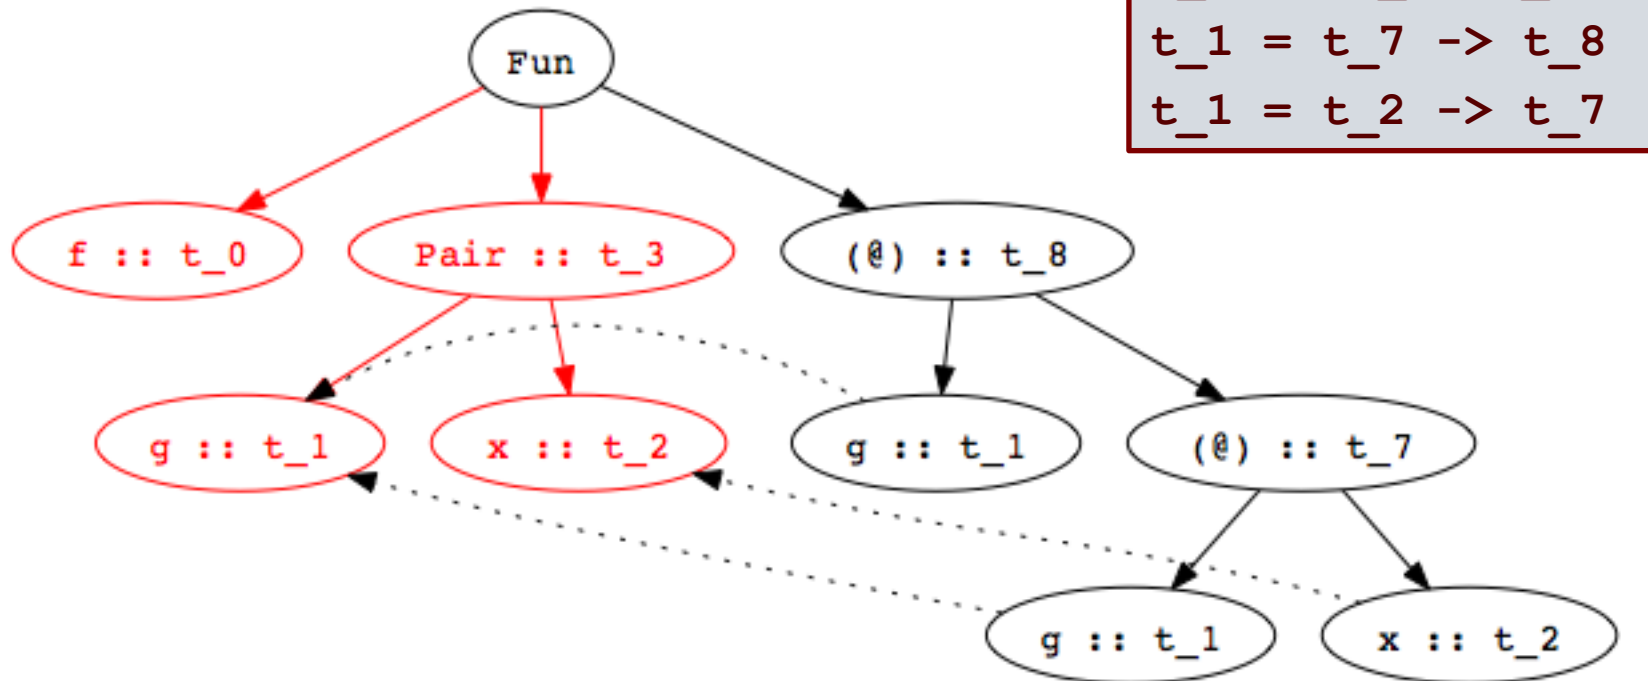 t_1 = t_7 -> t_8
t_1 = t_2 -> t_7
Fun
f :: t_0
Pair :: t_3
(@) :: t_8
g :: t_1
x :: t_2
g :: t_1
(@) :: t_7
g :: t_1
x :: t_2